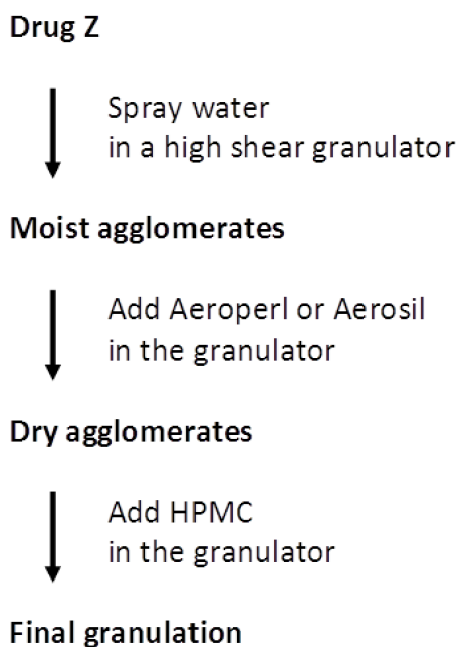 Drug Z
Spray water
in a high shear granulator
Moist agglomerates
Add Aeroperl or Aerosil
in the granulator
Dry agglomerates
Add HPMC
in the granulator
Final granulation